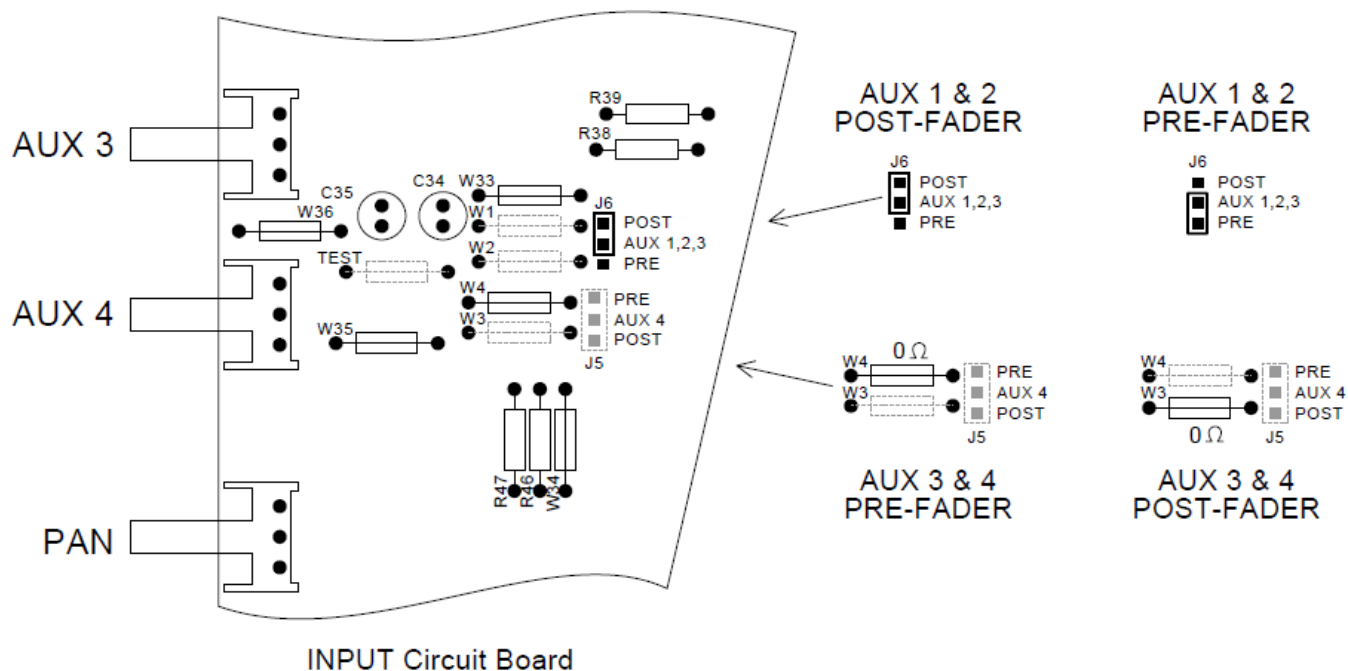 AUX 3
AUX 4
PAN
R39
R38
C35
C34
W33
W36
W1
J6
POST
AUX 1,2,3
PRE
W2
TEST
W4
PRE
W3
AUX 4
W35
POST
J5
R47
R46
W34
AUX 1 & 2
POST-FADER
J6
POST
AUX 1,2,3
PRE
AUX 1 & 2
PRE-FADER
J6
POST
AUX 1,2,3
PRE
0 Ω
W4
PRE
W3
AUX 4
POST
J5
AUX 3 & 4
PRE-FADER
W4
PRE
W3
AUX 4
POST
0 Ω
J5
AUX 3 & 4
POST-FADER
INPUT Circuit Board